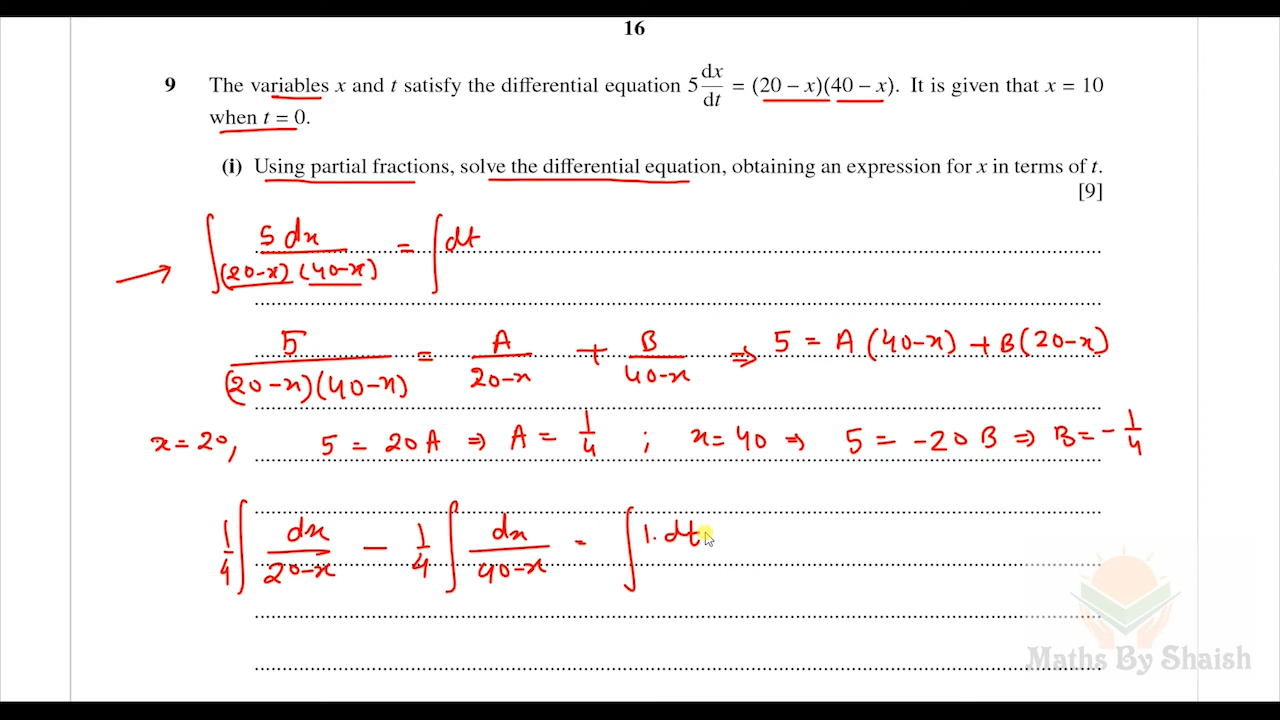 16
9 The variables x and t satisfy the differential equation 5 dx/dt = (20 – x)(40 – x). It is given that x = 10
when t = 0.
(i) Using partial fractions, solve the differential equation, obtaining an expression for x in terms of t.
[9]
∫ 5 dx / (20-x)(40-x) = ∫ dt
5 / (20-x)(40-x) = A / 20-x + B / 40-x ⇒ 5 = A(40-x) + B(20-x)
x = 20, 5 = 20A ⇒ A = 1/4 ; x = 40 ⇒ 5 = -20B ⇒ B = -1/4
1/4 ∫ dx / 20-x - 1/4 ∫ dx / 40-x = ∫ 1. dt
Maths By Shaish